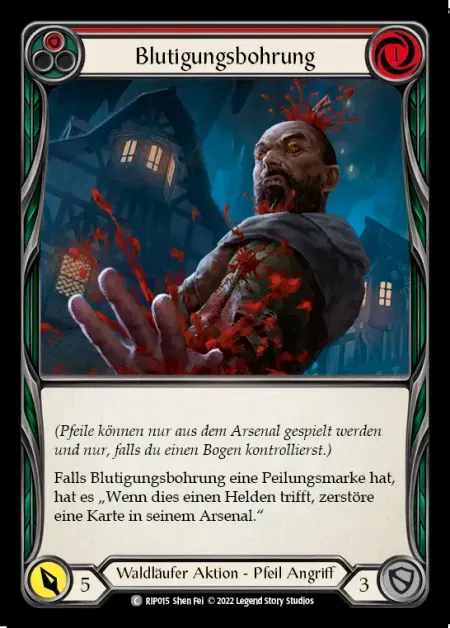 Blutigungsbohrung
1
(Pfeile können nur aus dem Arsenal gespielt werden
und nur, falls du einen Bogen kontrollierst.)
Falls Blutigungsbohrung eine Peilungsmarke hat,
hat es „Wenn dies einen Helden trifft, zerstöre
eine Karte in seinem Arsenal.“
5 Waldläufer Aktion - Pfeil Angriff 3
C RIP015 Shen Fei © 2022 Legend Story Studios